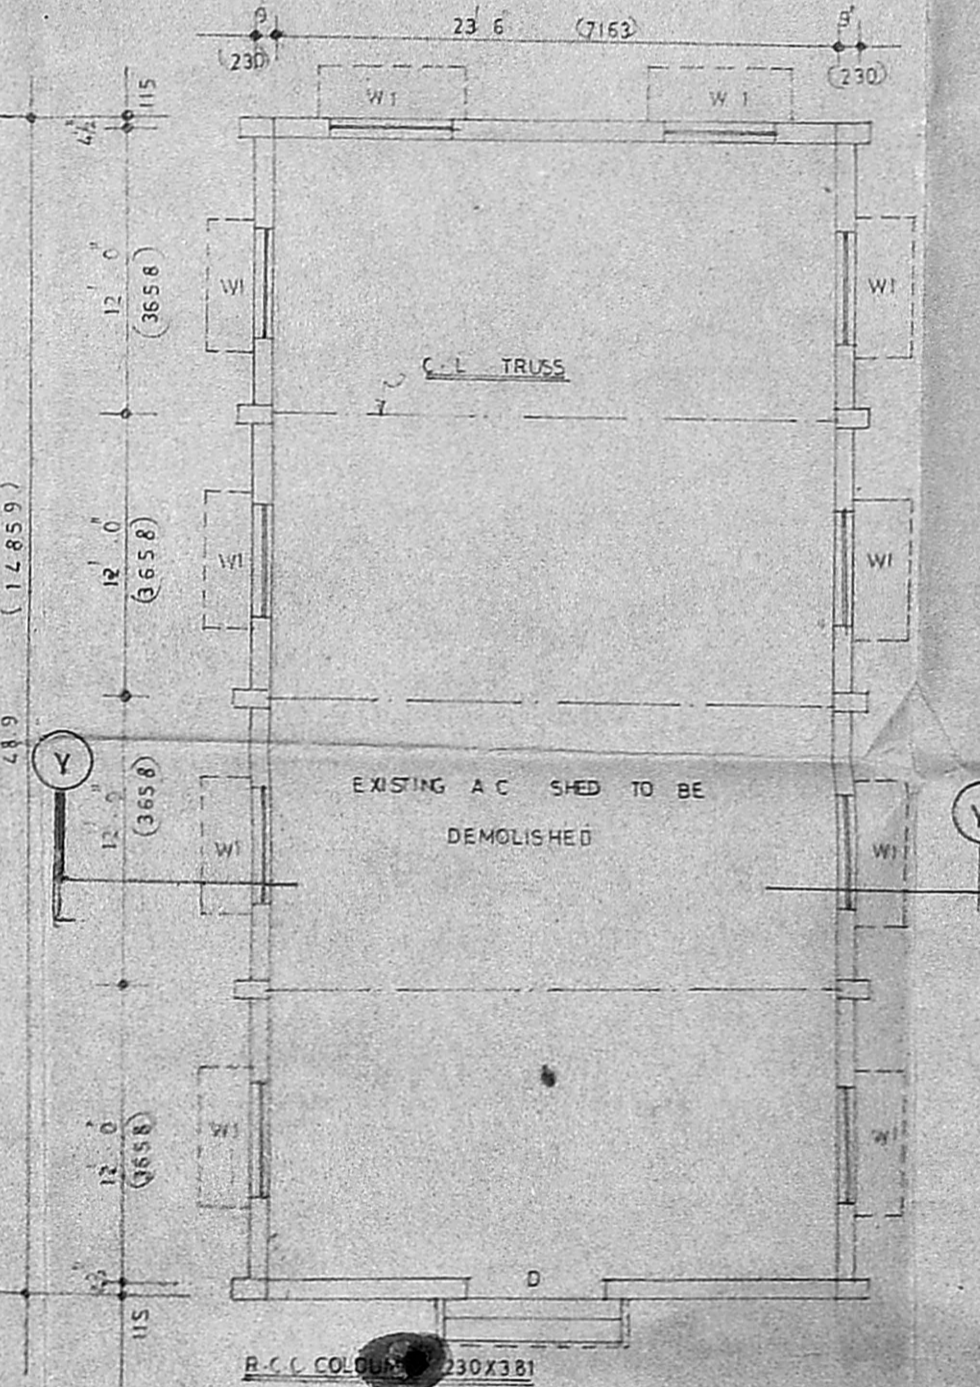 9" 23' 6" (7163) 9"
(230) (230)
W1 W1
115
4½"
12' 0"
(3658)
W1 W1
C.L TRUSS
12' 0"
(3658)
W1 W1
(14859)
48'9
Y
EXISTING A C SHED TO BE
DEMOLISHED
12' 0"
(3658)
W1 W1
12' 0"
(3658)
W1 W1
D
115
230X381